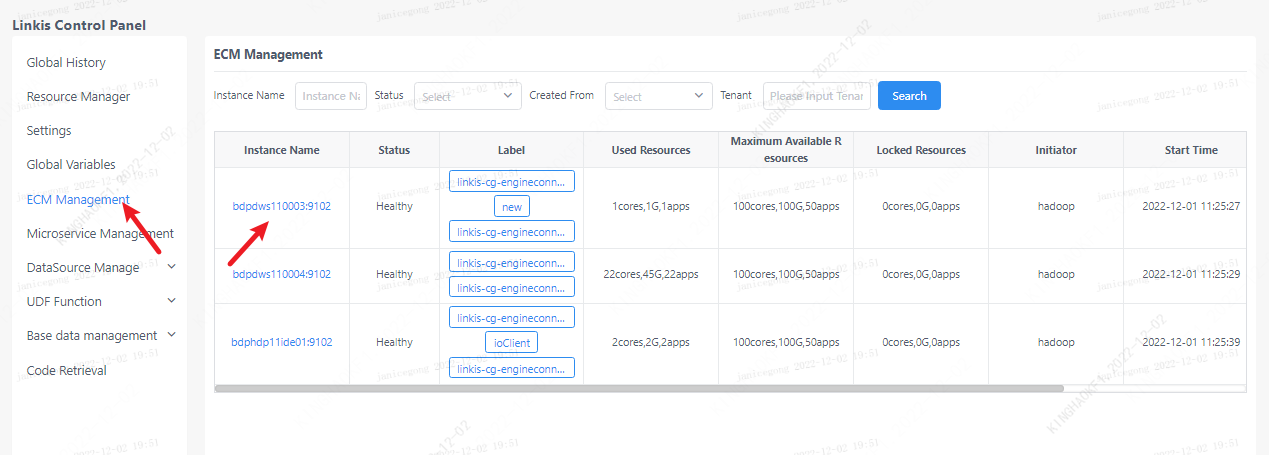 Linkis Control Panel
Global History
Resource Manager
Settings
Global Variables
ECM Management
Microservice Management
DataSource Manage
UDF Function
Base data management
Code Retrieval
ECM Management
Instance Name Instance Na Status Select Created From Select Tenant Please Input Tenan Search
Instance Name Status Label Used Resources Maximum Available R
esources Locked Resources Initiator Start Time
linkis-cg-engineconn...
bdpdws110003:9102 Healthy new 1cores,1G,1apps 100cores,100G,50apps 0cores,0G,0apps hadoop 2022-12-01 11:25:27
linkis-cg-engineconn...
linkis-cg-engineconn...
bdpdws110004:9102 Healthy 22cores,45G,22apps 100cores,100G,50apps 0cores,0G,0apps hadoop 2022-12-01 11:25:29
linkis-cg-engineconn...
linkis-cg-engineconn...
bdphdp11ide01:9102 Healthy ioClient 2cores,2G,2apps 100cores,100G,50apps 0cores,0G,0apps hadoop 2022-12-01 11:25:39
linkis-cg-engineconn...